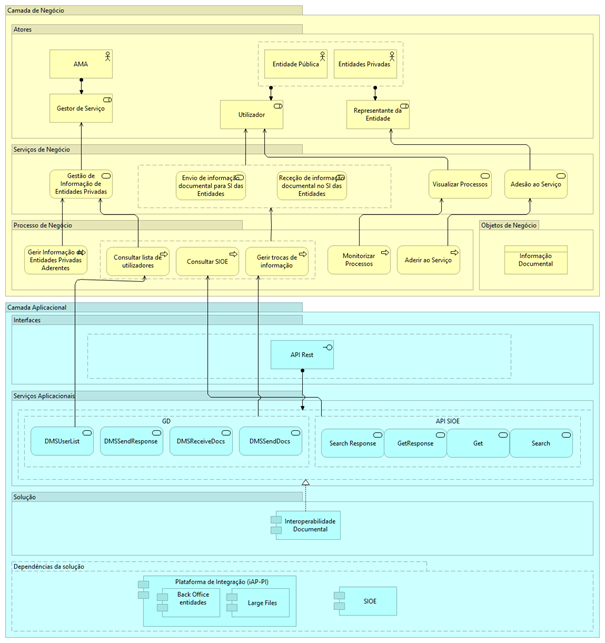 Camada de Negócio
Atores
AMA
Entidade Pública
Entidades Privadas
Gestor de Serviço
Utilizador
Representante da
Entidade
Serviços de Negócio
Gestão de
Informação de
Entidades Privadas
Envio de informação
documental para SI das
Entidades
Receção de informação
documental no SI das
Entidades
Visualizar Processos
Adesão ao Serviço
Processo de Negócio
Objetos de Negócio
Gerir Informação de
Entidades Privadas
Aderentes
Consultar lista de
utilizadores
Consultar SIOE
Gerir trocas de
informação
Monitorizar
Processos
Aderir ao Serviço
Informação
Documental
Camada Aplicacional
Interfaces
API Rest
Serviços Aplicacionais
GD
API SIOE
DMSUserList
DMSSendResponse
DMSReceiveDocs
DMSSendDocs
Search Response
GetResponse
Get
Search
Solução
Interoperabilidade
Documental
Dependências da solução
Plataforma de Integração (iAP-PI)
Back Office
entidades
Large Files
SIOE